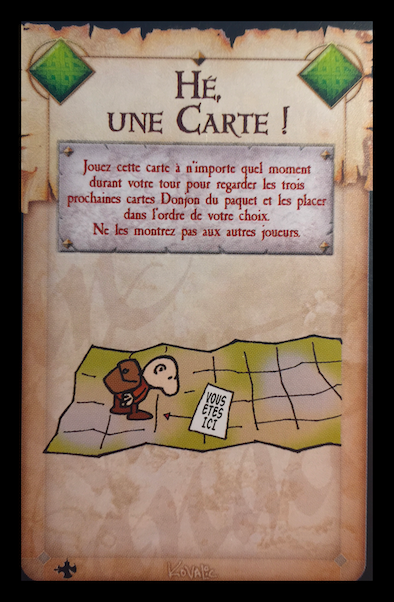 Hé,
une Carte !
Jouez cette carte à n'importe quel moment
durant votre tour pour regarder les trois
prochaines cartes Donjon du paquet et les placer
dans l'ordre de votre choix.
Ne les montrez pas aux autres joueurs.
VOUS
ETES
ICI
KOVALIC